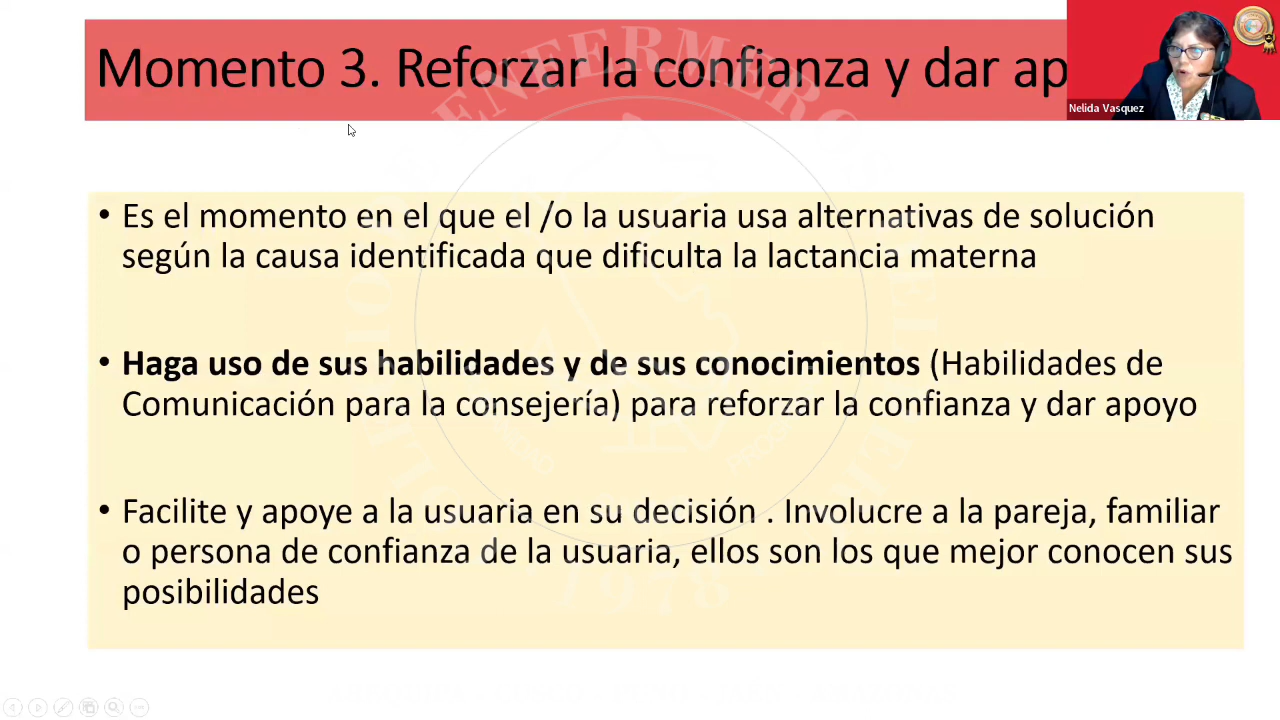 Momento 3. Reforzar la confianza y dar ap
Nelida Vasquez
• Es el momento en el que el /o la usuaria usa alternativas de solución
según la causa identificada que dificulta la lactancia materna
• Haga uso de sus habilidades y de sus conocimientos (Habilidades de
Comunicación para la consejería) para reforzar la confianza y dar apoyo
• Facilite y apoye a la usuaria en su decisión . Involucre a la pareja, familiar
o persona de confianza de la usuaria, ellos son los que mejor conocen sus
posibilidades
1978